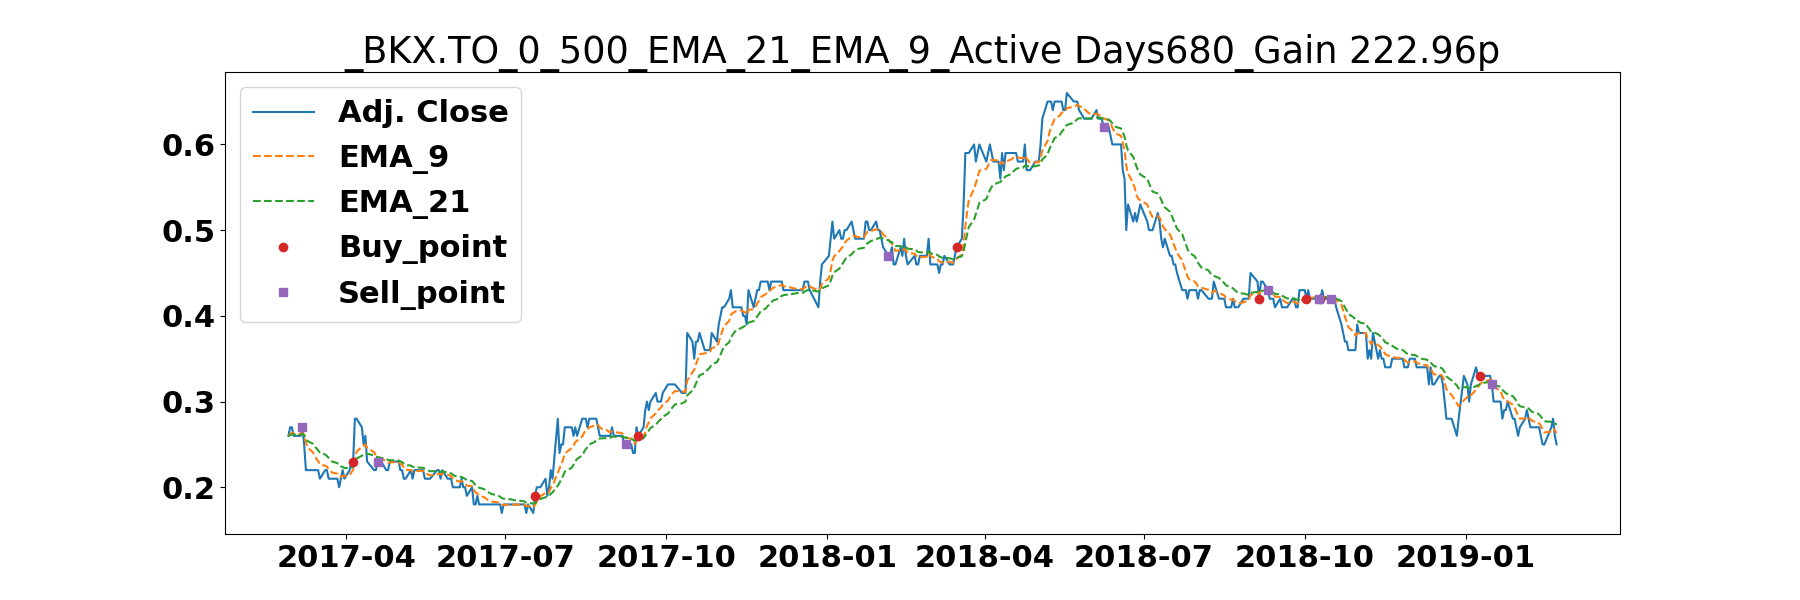 _BKX.TO_0_500_EMA_21_EMA_9_Active Days680_Gain 222.96p
Adj. Close
EMA_9
EMA_21
Buy_point
Sell_point
0.6
0.5
0.4
0.3
0.2
2017-04 2017-07 2017-10 2018-01 2018-04 2018-07 2018-10 2019-01